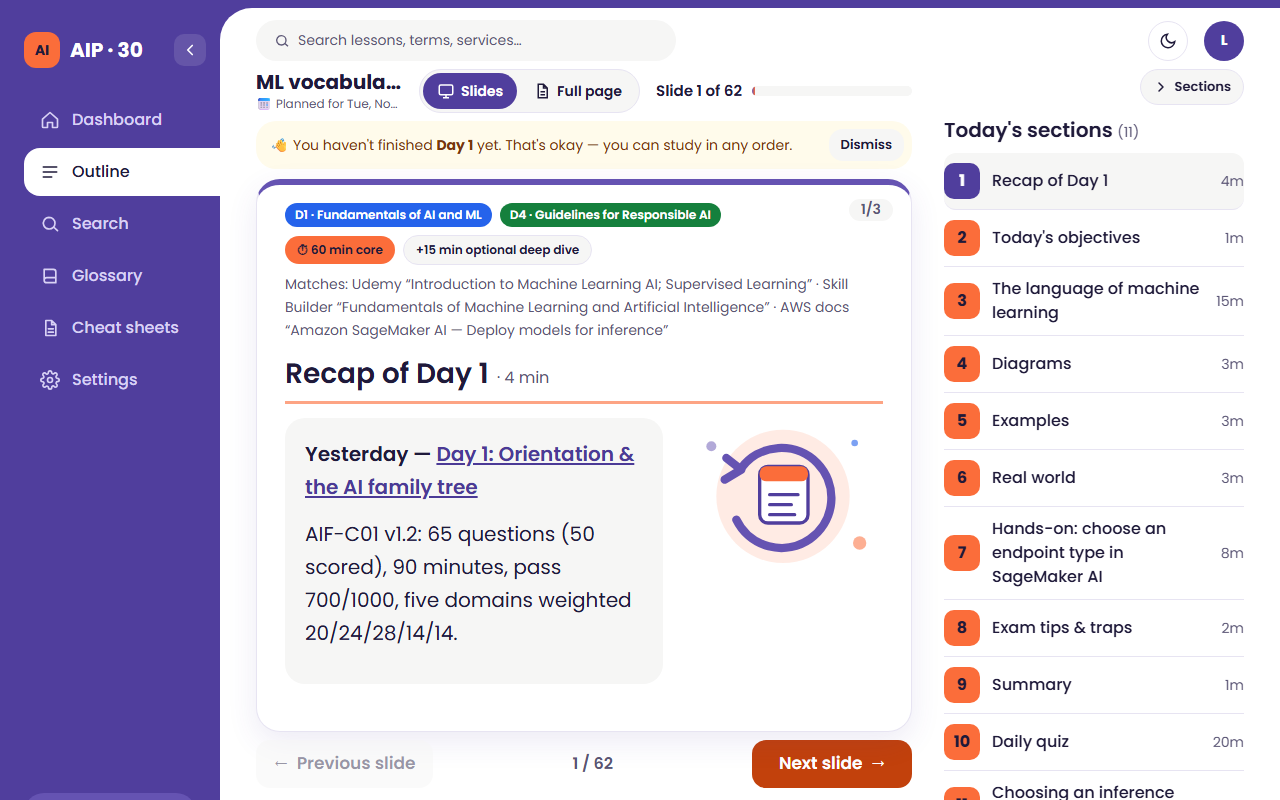 AI AIP · 30
Dashboard
Outline
Search
Glossary
Cheat sheets
Settings
Search lessons, terms, services...
L
ML vocabula...
Planned for Tue, No...
Slides
Full page
Slide 1 of 62
Sections
You haven't finished Day 1 yet. That's okay — you can study in any order.
Dismiss
D1 · Fundamentals of AI and ML
D4 · Guidelines for Responsible AI
1/3
60 min core
+15 min optional deep dive
Matches: Udemy “Introduction to Machine Learning AI; Supervised Learning” · Skill
Builder “Fundamentals of Machine Learning and Artificial Intelligence” · AWS docs
“Amazon SageMaker AI — Deploy models for inference”
Recap of Day 1 · 4 min
Yesterday — Day 1: Orientation &
the AI family tree
AIF-C01 v1.2: 65 questions (50
scored), 90 minutes, pass
700/1000, five domains weighted
20/24/28/14/14.
← Previous slide
1 / 62
Next slide →
Today's sections (11)
1 Recap of Day 1 4m
2 Today's objectives 1m
3 The language of machine
learning 15m
4 Diagrams 3m
5 Examples 3m
6 Real world 3m
7 Hands-on: choose an
endpoint type in
SageMaker AI 8m
8 Exam tips & traps 2m
9 Summary 1m
10 Daily quiz 20m
Choosing an inference